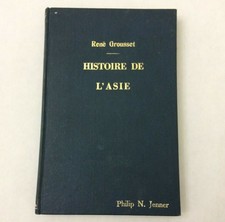 René Grousset
HISTOIRE DE
L'ASIE
Philip N. Jenner